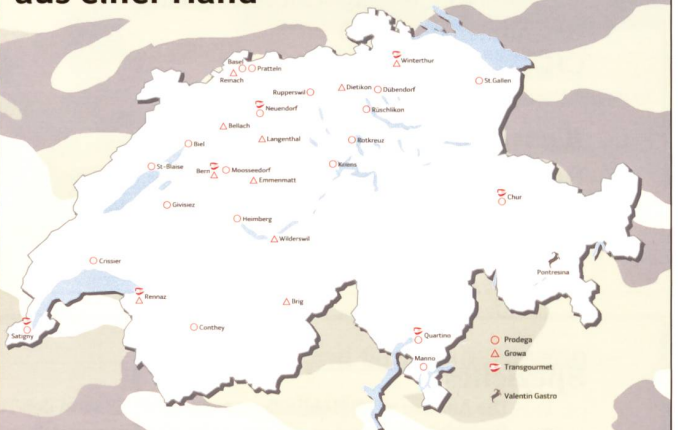 aus einer Hand
Winterthur
Basel
Pratteln
Reinach
St.Gallen
Rupperswil
Dietikon
Dübendorf
Neuendorf
Rüschlikon
Bellach
Langenthal
Rotkreuz
Biel
Kriens
St-Blaise
Bern
Moosseedorf
Emmenmatt
Chur
Givisiez
Heimberg
Wilderswil
Crissier
Pontresina
Rennaz
Brig
Conthey
Satigny
Quartino
Manno
Prodega
Growa
Transgourmet
Valentin Gastro